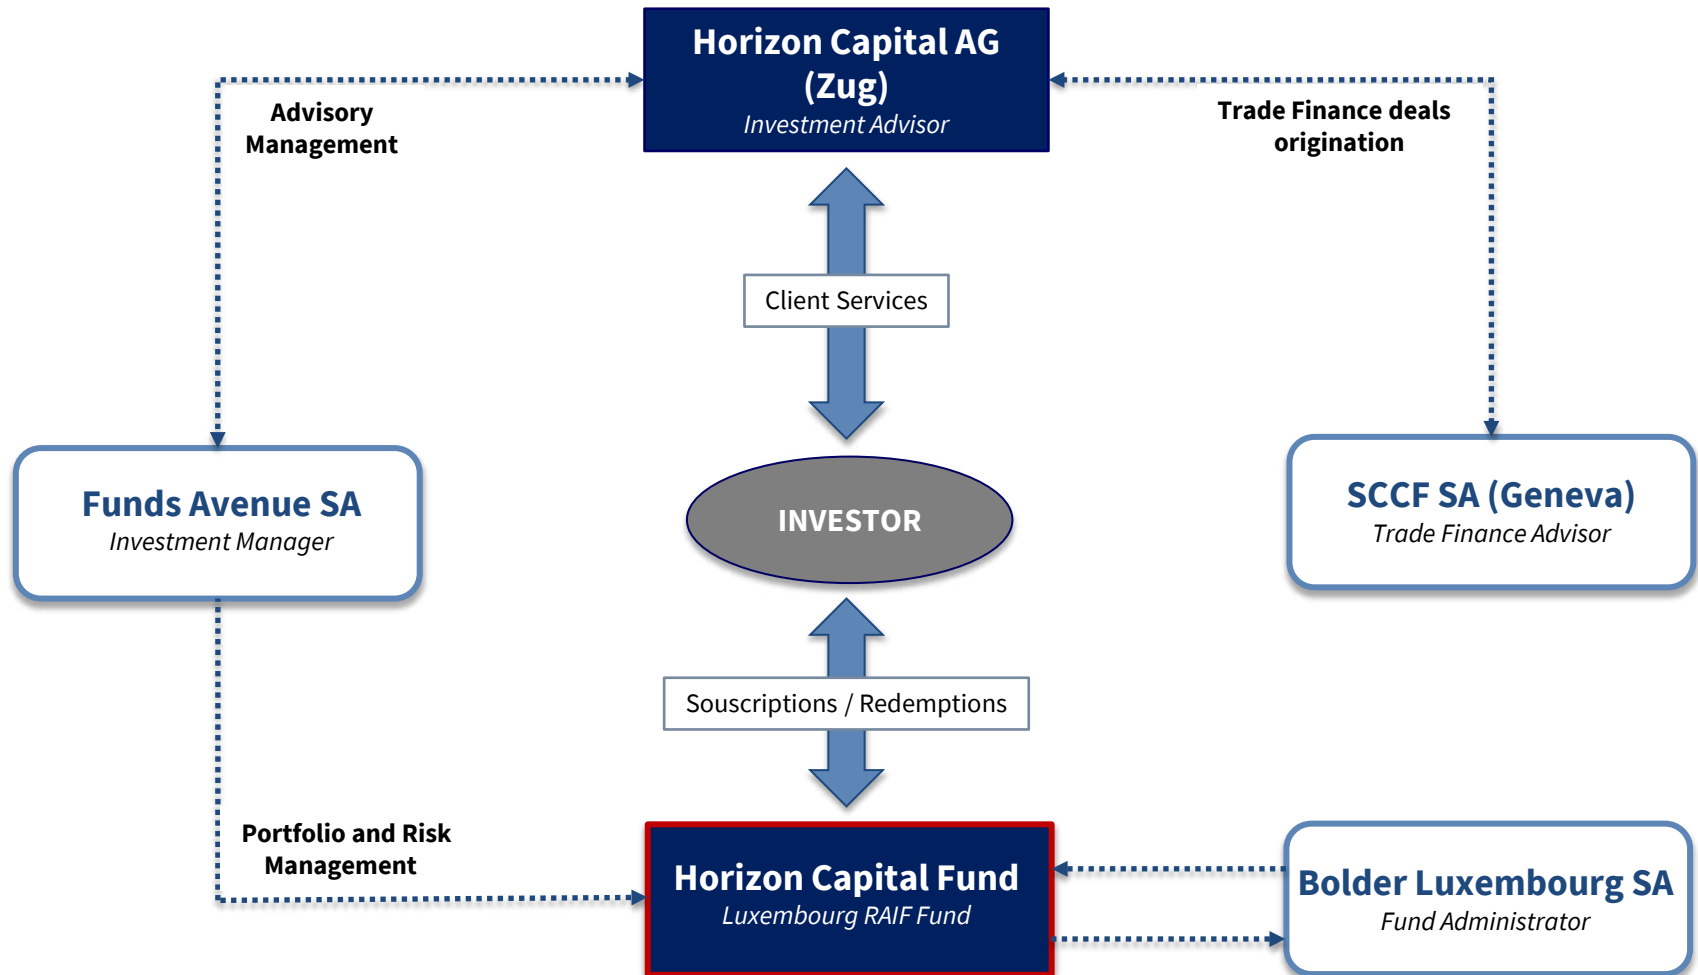 Horizon Capital AG
(Zug)
Investment Advisor
Advisory
Management
Trade Finance deals
origination
Client Services
Funds Avenue SA
Investment Manager
INVESTOR
SCCF SA (Geneva)
Trade Finance Advisor
Souscriptions / Redemptions
Portfolio and Risk
Management
Horizon Capital Fund
Luxembourg RAIF Fund
Bolder Luxembourg SA
Fund Administrator